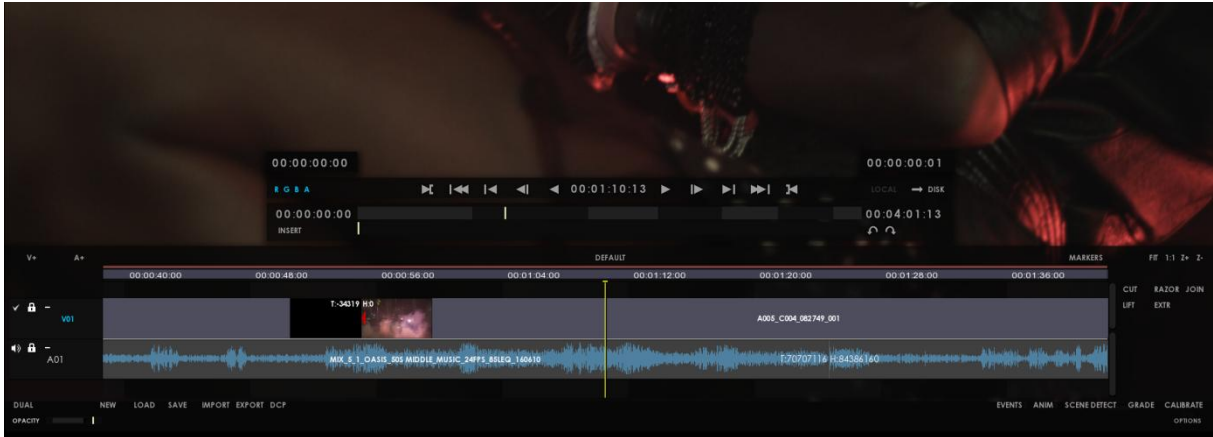 00:00:00:00 00:00:00:01
R G B A 00:01:10:13 LOCAL DISK
00:00:00:00 00:04:01:13
INSERT
V+ A+ DEFAULT MARKERS FIT 1:1 Z+ Z-
00:00:40:00 00:00:48:00 00:00:56:00 00:01:04:00 00:01:12:00 00:01:20:00 00:01:28:00 00:01:36:00
CUT RAZOR JOIN
T:-34319 H:0 LIFT EXTR
V01 A005_C004_082749_001
A01 MIX_5_1_OASIS_505 MIDDLE_MUSIC_24FPS_85LEQ_160610 T:70707116 H:84386160
DUAL NEW LOAD SAVE IMPORT EXPORT DCP EVENTS ANIM SCENE DETECT GRADE CALIBRATE
OPACITY OPTIONS